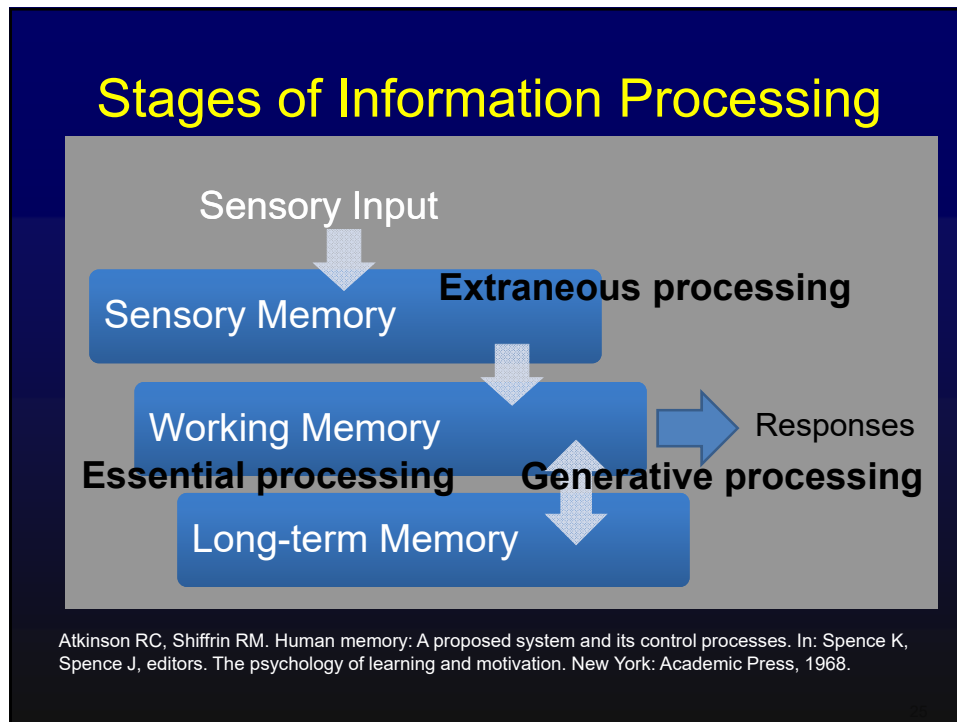 Stages of Information Processing
Sensory Input
Extraneous processing
Sensory Memory
Working Memory
Responses
Essential processing
Generative processing
Long-term Memory
Atkinson RC, Shiffrin RM. Human memory: A proposed system and its control processes. In: Spence K,
Spence J, editors. The psychology of learning and motivation. New York: Academic Press, 1968.